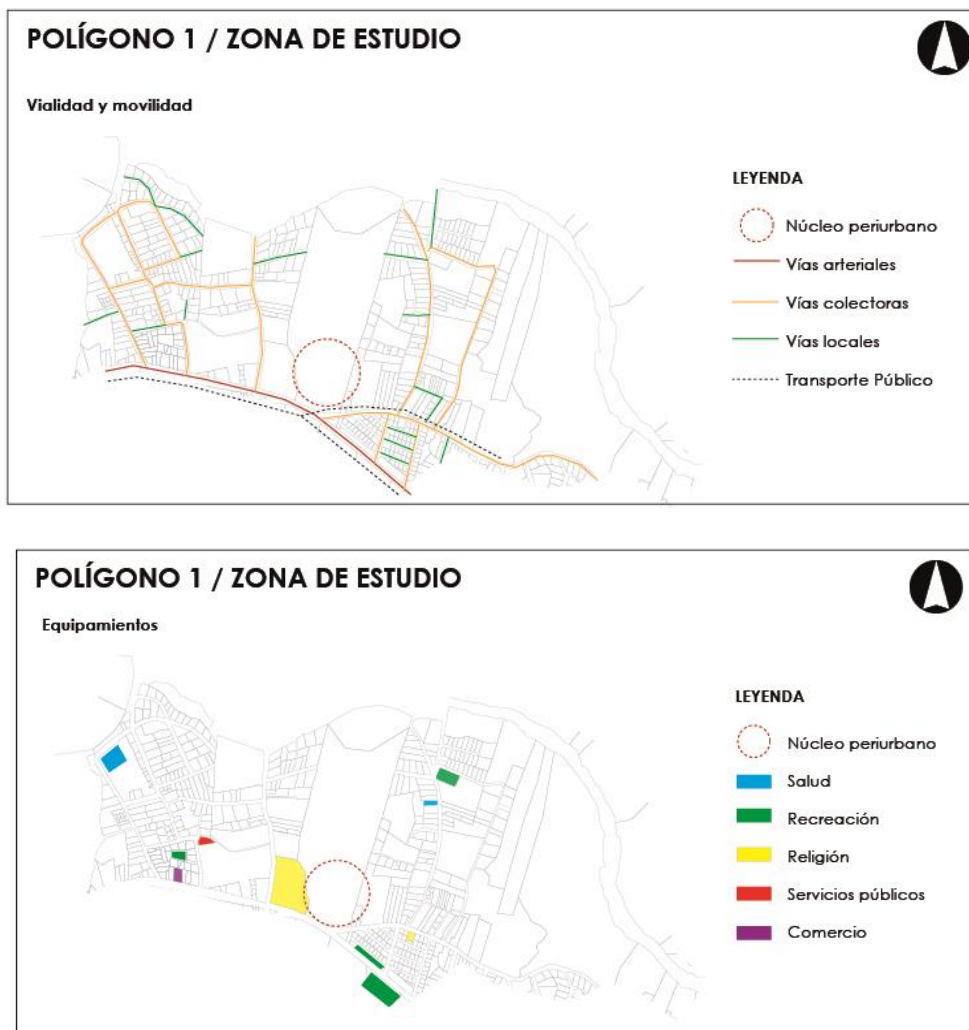 POLÍGONO 1 / ZONA DE ESTUDIO
Vialidad y movilidad
LEYENDA
Núcleo periurbano
Vías arteriales
Vías colectoras
Vías locales
Transporte Público
POLÍGONO 1 / ZONA DE ESTUDIO
Equipamientos
LEYENDA
Núcleo periurbano
Salud
Recreación
Religión
Servicios públicos
Comercio